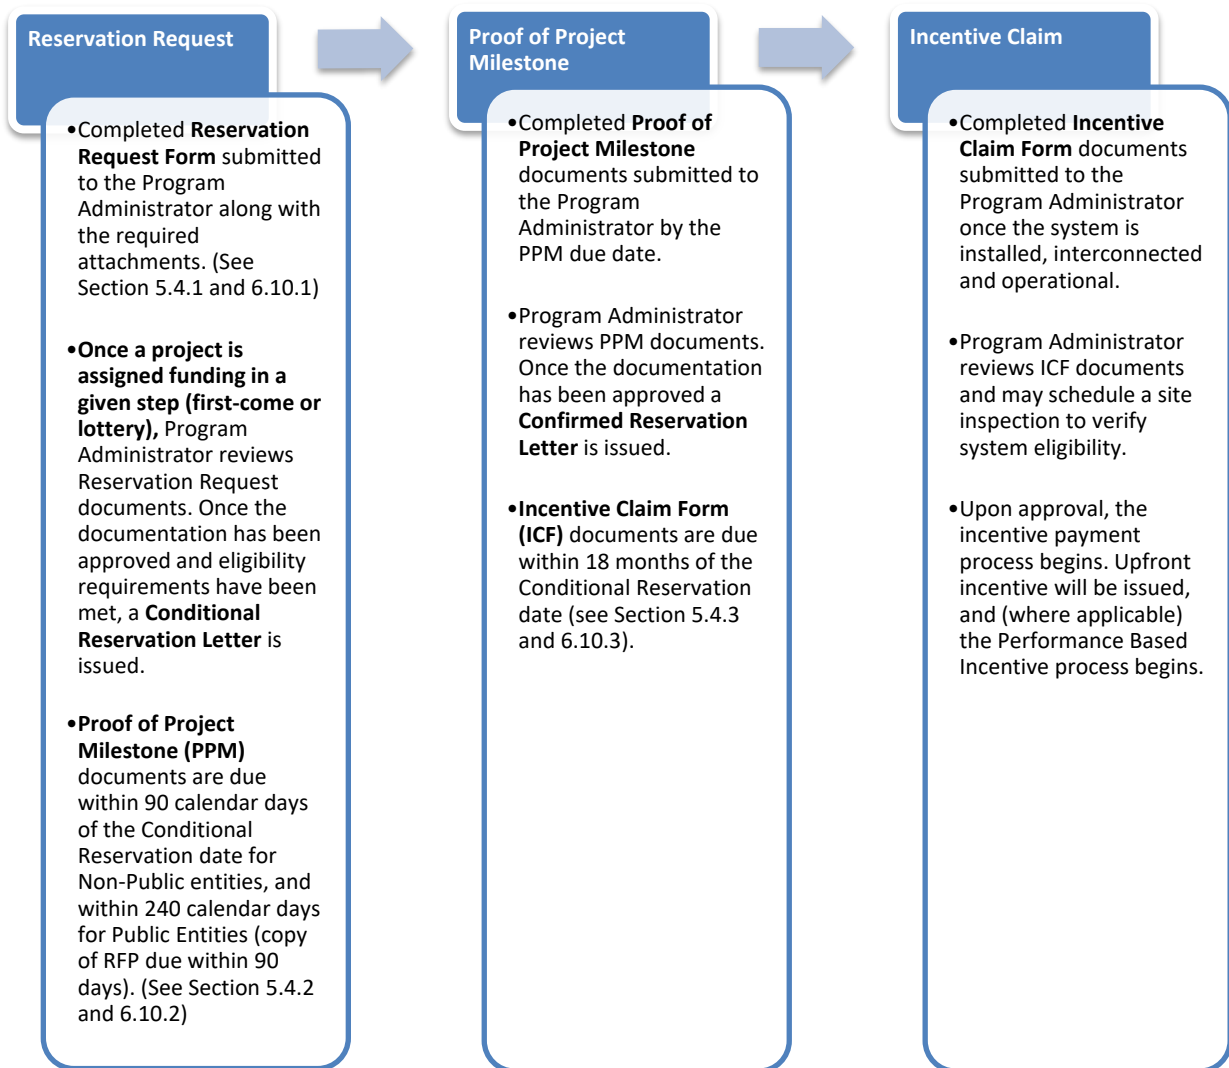 Reservation Request
•Completed Reservation
Request Form submitted
to the Program
Administrator along with
the required
attachments. (See
Section 5.4.1 and 6.10.1)
•Once a project is
assigned funding in a
given step (first-come or
lottery), Program
Administrator reviews
Reservation Request
documents. Once the
documentation has been
approved and eligibility
requirements have been
met, a Conditional
Reservation Letter is
issued.
•Proof of Project
Milestone (PPM)
documents are due
within 90 calendar days
of the Conditional
Reservation date for
Non-Public entities, and
within 240 calendar days
for Public Entities (copy
of RFP due within 90
days). (See Section 5.4.2
and 6.10.2)
Proof of Project
Milestone
•Completed Proof of
Project Milestone
documents submitted to
the Program
Administrator by the
PPM due date.
•Program Administrator
reviews PPM documents.
Once the documentation
has been approved a
Confirmed Reservation
Letter is issued.
•Incentive Claim Form
(ICF) documents are due
within 18 months of the
Conditional Reservation
date (see Section 5.4.3
and 6.10.3).
Incentive Claim
•Completed Incentive
Claim Form documents
submitted to the
Program Administrator
once the system is
installed, interconnected
and operational.
•Program Administrator
reviews ICF documents
and may schedule a site
inspection to verify
system eligibility.
•Upon approval, the
incentive payment
process begins. Upfront
incentive will be issued,
and (where applicable)
the Performance Based
Incentive process begins.